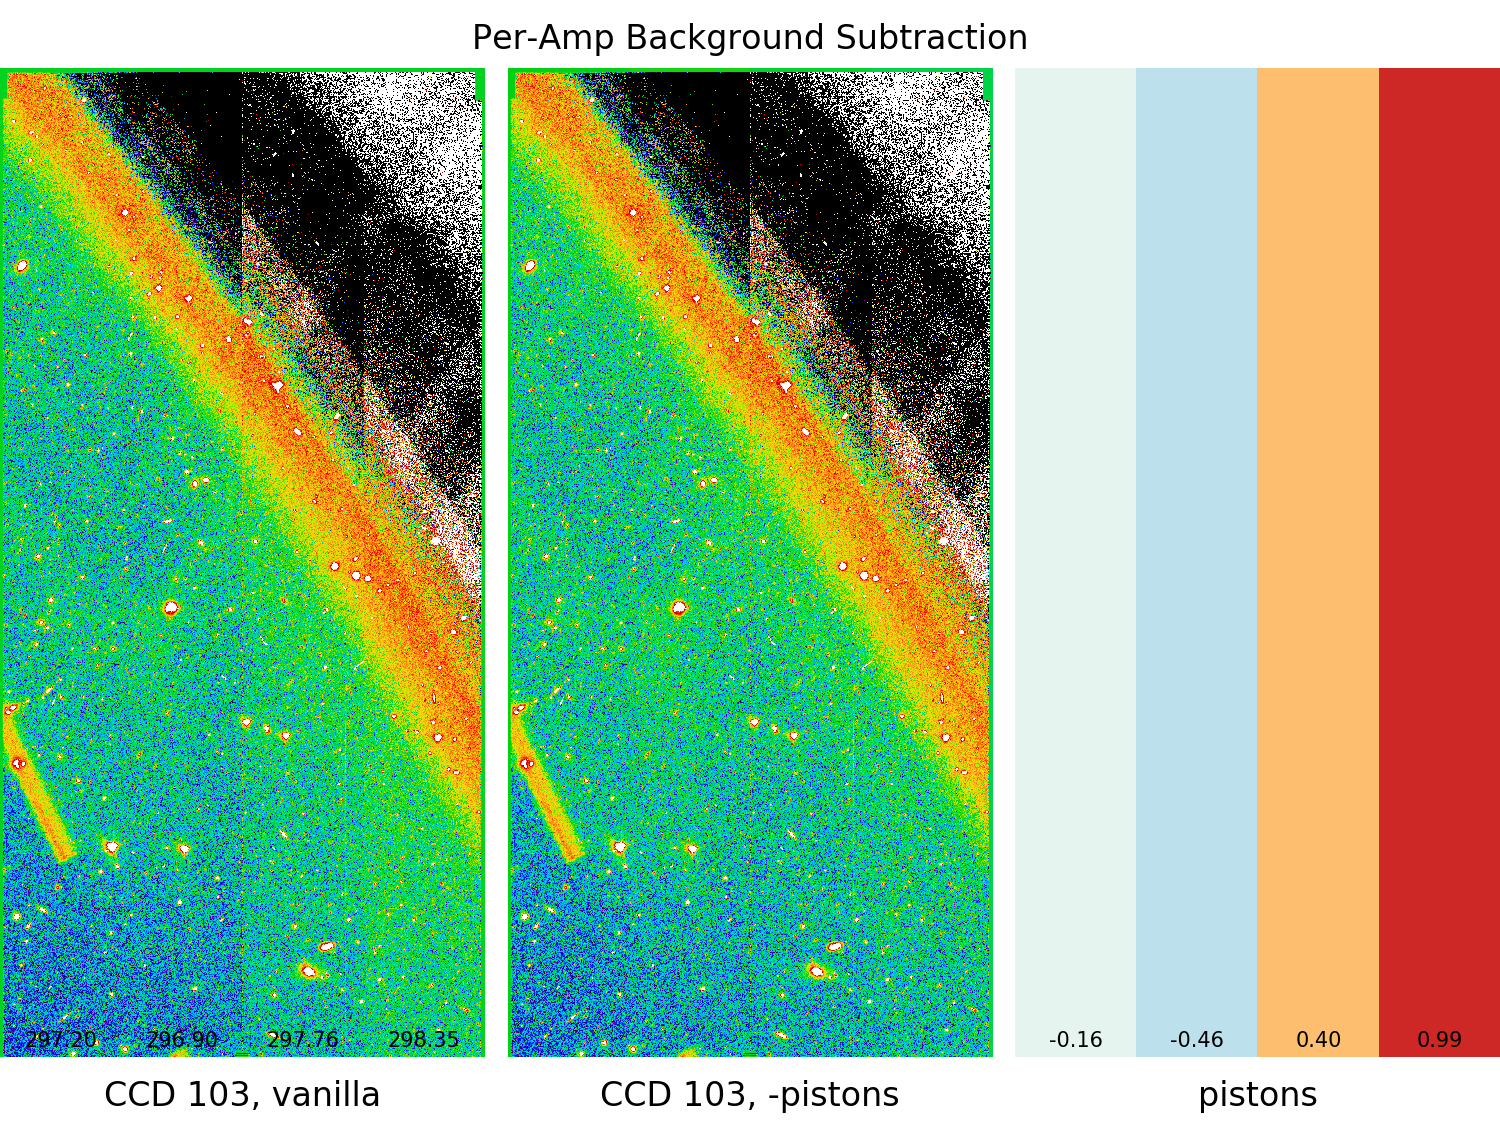 Per-Amp Background Subtraction
297.20 296.90 297.76 298.35
-0.16 -0.46 0.40 0.99
CCD 103, vanilla
CCD 103, -pistons
pistons